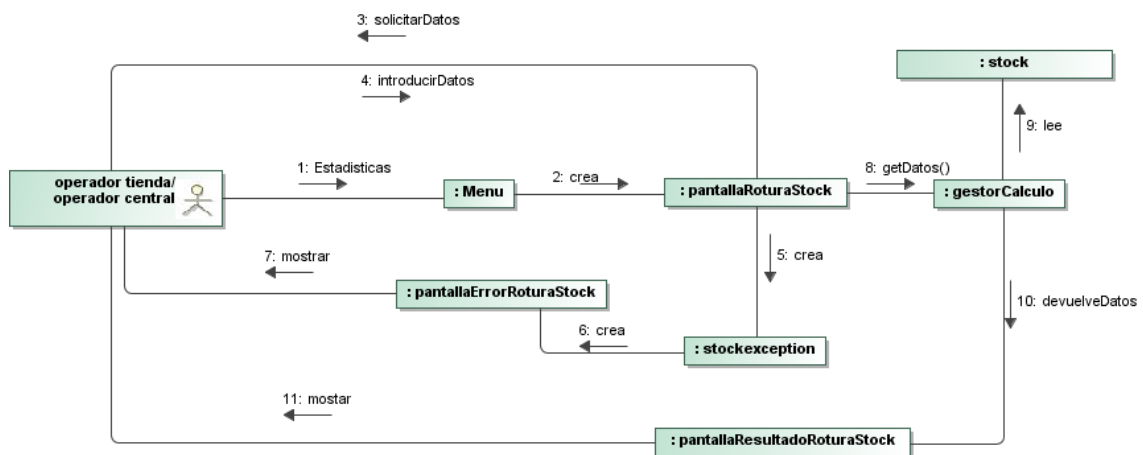 3: solicitarDatos
4: introducirDatos
: stock
9: lee
1: Estadisticas
2: crea
8: getDatos()
operador tienda/
operador central
: Menu
: pantallaRoturaStock
: gestorCalculo
7: mostrar
5: crea
: pantallaErrorRoturaStock
10: devuelveDatos
6: crea
: stockexception
11: mostar
: pantallaResultadoRoturaStock